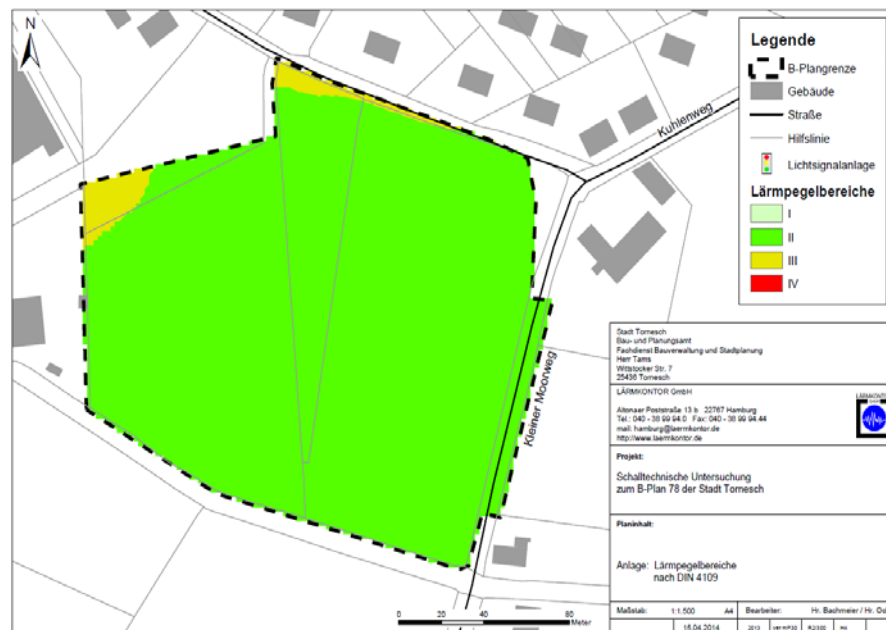 N
Kuhlenweg
Kleiner Moorweg
0 20 40 80
Meter
Legende
B-Plangrenze
Gebäude
Straße
Hilfslinie
Lichtsignalanlage
Lärmpegelbereiche
I
II
III
IV
Stadt Tornesch
Bau- und Planungsamt
Fachdienst Bauverwaltung und Stadtplanung
Herr Tams
Wittstocker Str. 7
25436 Tornesch
LÄRMKONTOR GmbH
Altonaer Poststraße 13 b 22767 Hamburg
Tel.: 040 - 38 99 94.0 Fax: 040 - 38 99 94.44
mail: hamburg@laermkontor.de
http://www.laermkontor.de
Projekt:
Schalltechnische Untersuchung
zum B-Plan 78 der Stadt Tornesch
Planinhalt:
Anlage: Lärmpegelbereiche
nach DIN 4109
Maßstab: 1:1.500 A4 Bearbeiter: Hr. Bachmeier / Hr.
16.04.2014 2013